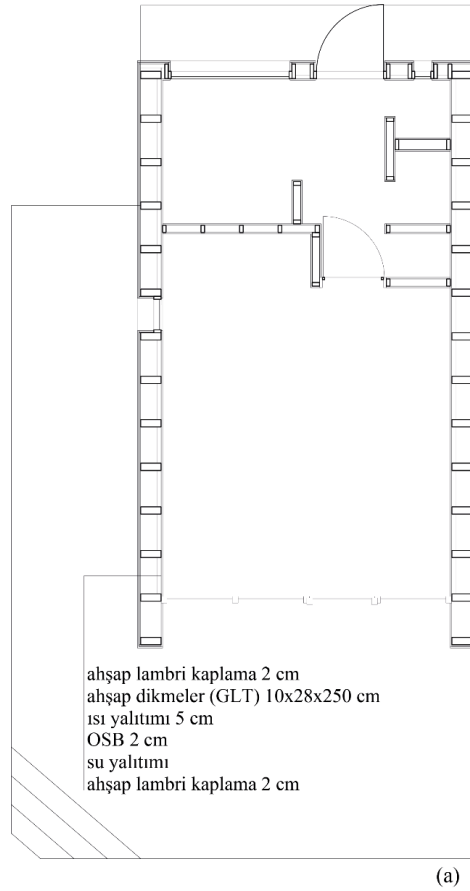 ahşap lambri kaplama 2 cm
ahşap dikmeler (GLT) 10x28x250 cm
ısı yalıtımı 5 cm
OSB 2 cm
su yalıtımı
ahşap lambri kaplama 2 cm
(a)